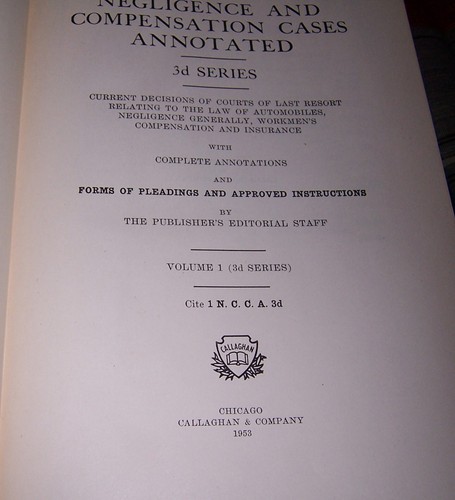 NEGLIGENCE AND
COMPENSATION CASES
ANNOTATED
3d SERIES
CURRENT DECISIONS OF COURTS OF LAST RESORT
RELATING TO THE LAW OF AUTOMOBILES,
NEGLIGENCE GENERALLY, WORKMEN'S
COMPENSATION AND INSURANCE
WITH
COMPLETE ANNOTATIONS
AND
FORMS OF PLEADINGS AND APPROVED INSTRUCTIONS
BY
THE PUBLISHER'S EDITORIAL STAFF
VOLUME 1 (3d SERIES)
Cite 1 N. C. C. A. 3d
CALLAGHAN
CHICAGO
CALLAGHAN & COMPANY
1953